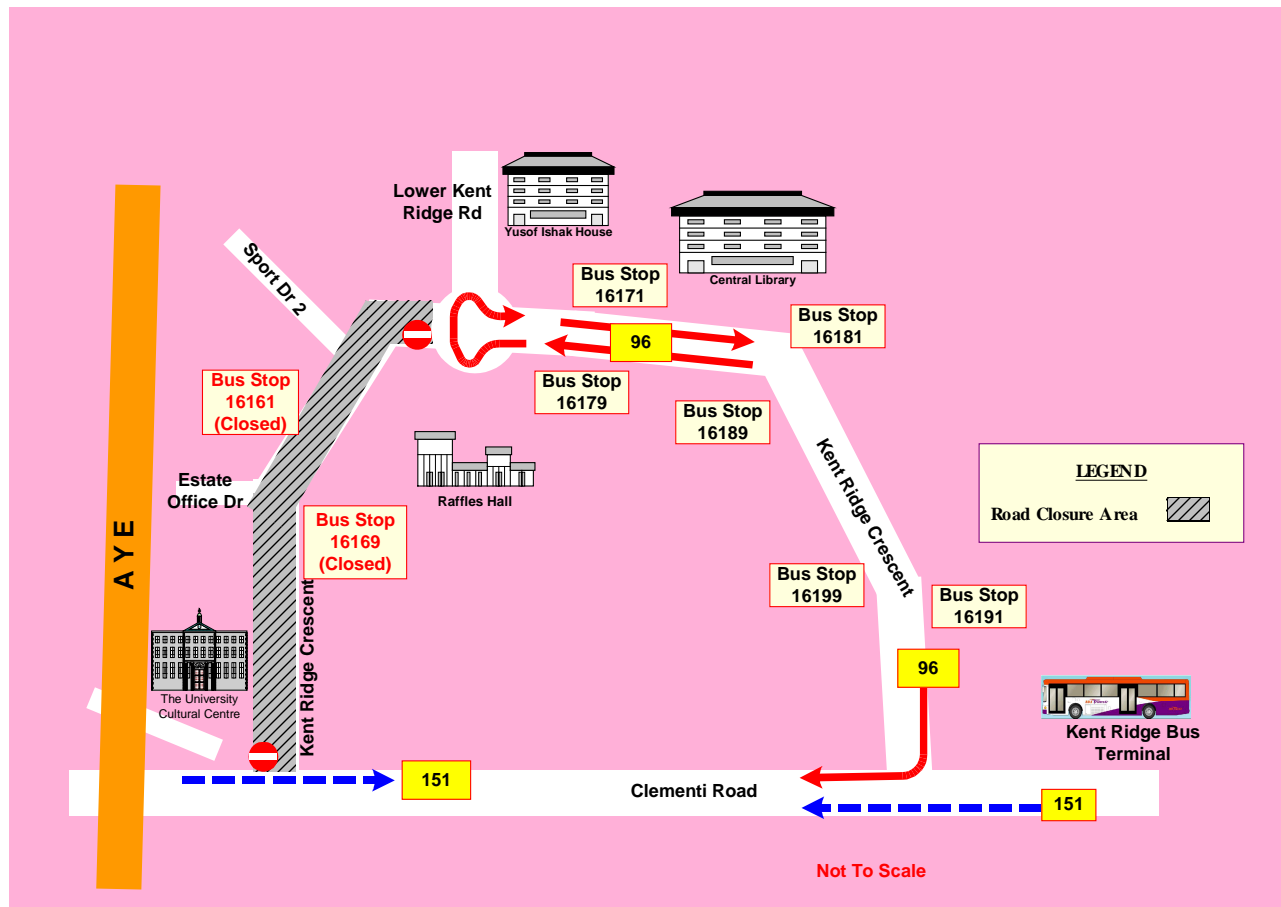 Lower Kent
Ridge Rd
Yusof Ishak House
Central Library
Sport Dr 2
Bus Stop
16171
Bus Stop
16181
96
Bus Stop
16161
(Closed)
Bus Stop
16179
Bus Stop
16189
Kent Ridge Crescent
Estate
Office Dr
Raffles Hall
LEGEND
Road Closure Area
Bus Stop
16169
(Closed)
A Y E
Bus Stop
16199
Bus Stop
16191
Kent Ridge Crescent
The University
Cultural Centre
96
Kent Ridge Bus
Terminal
151
Clementi Road
151
Not To Scale